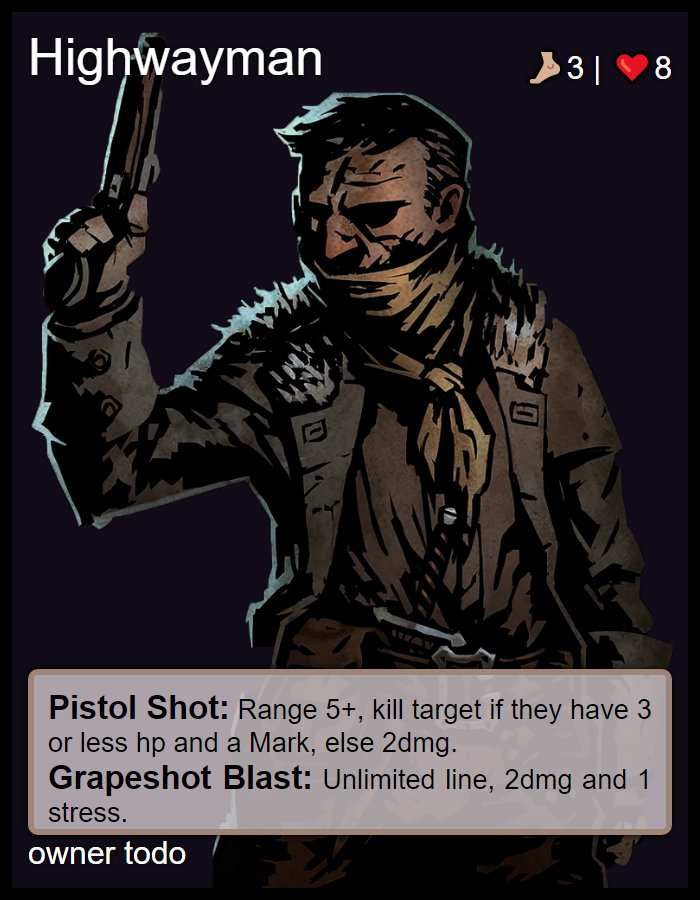 Highwayman
🦶3 | ❤️8
Pistol Shot: Range 5+, kill target if they have 3
or less hp and a Mark, else 2dmg.
Grapeshot Blast: Unlimited line, 2dmg and 1
stress.
owner todo